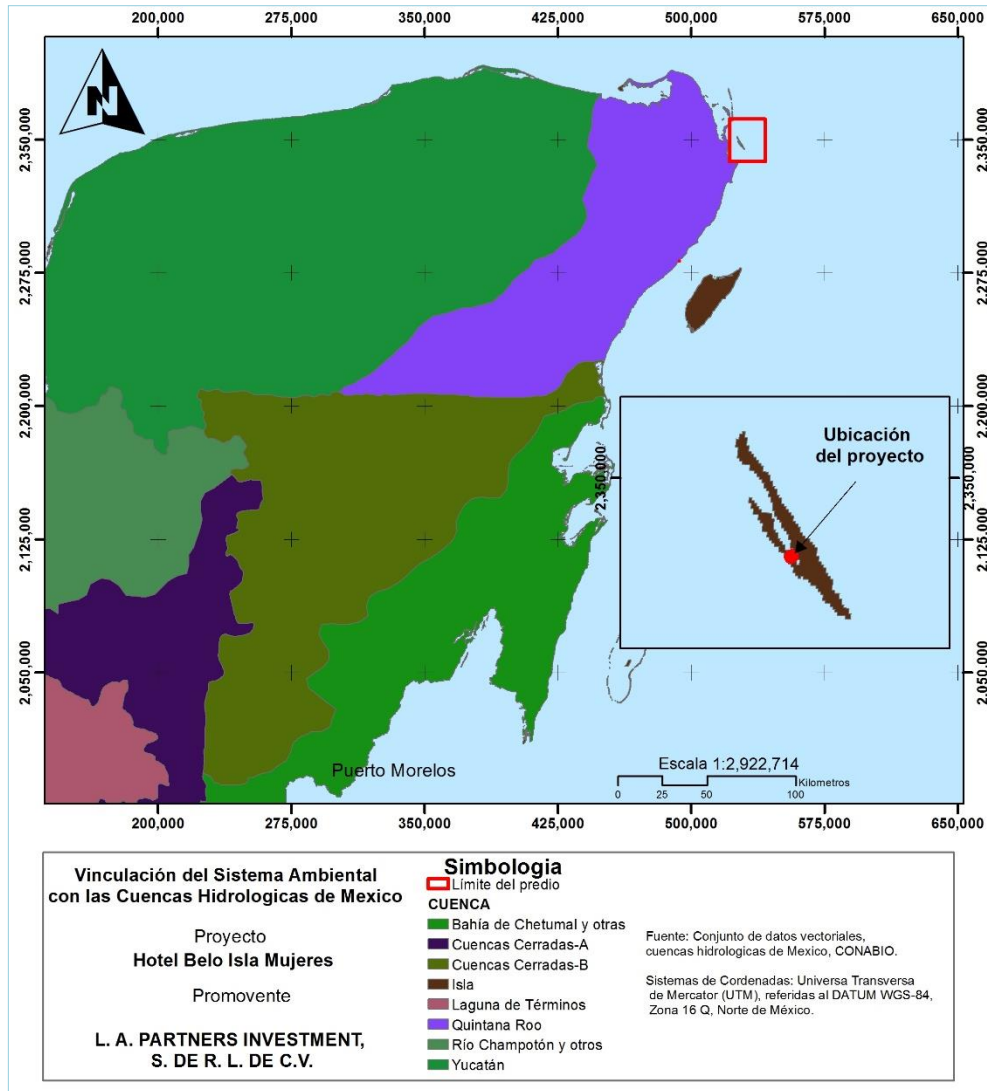 200,000 275,000 350,000 425,000 500,000 575,000 650,000
N
2,350,000 2,350,000
2,275,000 2,275,000
2,200,000 2,200,000
Ubicación
del proyecto
2,350,000
2,125,000 2,125,000
2,050,000 2,050,000
Puerto Morelos
Escala 1:2,922,714
Kilometros
0 25 50 100
200,000 275,000 350,000 425,000 500,000 575,000 650,000
Vinculación del Sistema Ambiental
con las Cuencas Hidrologicas de Mexico
Proyecto
Hotel Belo Isla Mujeres
Promovente
L. A. PARTNERS INVESTMENT,
S. DE R. L. DE C.V.
Simbologia
Límite del predio
CUENCA
Bahía de Chetumal y otras
Cuencas Cerradas-A
Cuencas Cerradas-B
Isla
Laguna de Términos
Quintana Roo
Río Champotón y otros
Yucatán
Fuente: Conjunto de datos vectoriales,
cuencas hidrologicas de Mexico, CONABIO.
Sistemas de Cordenadas: Universa Transversa
de Mercator (UTM), referidas al DATUM WGS-84,
Zona 16 Q, Norte de México.